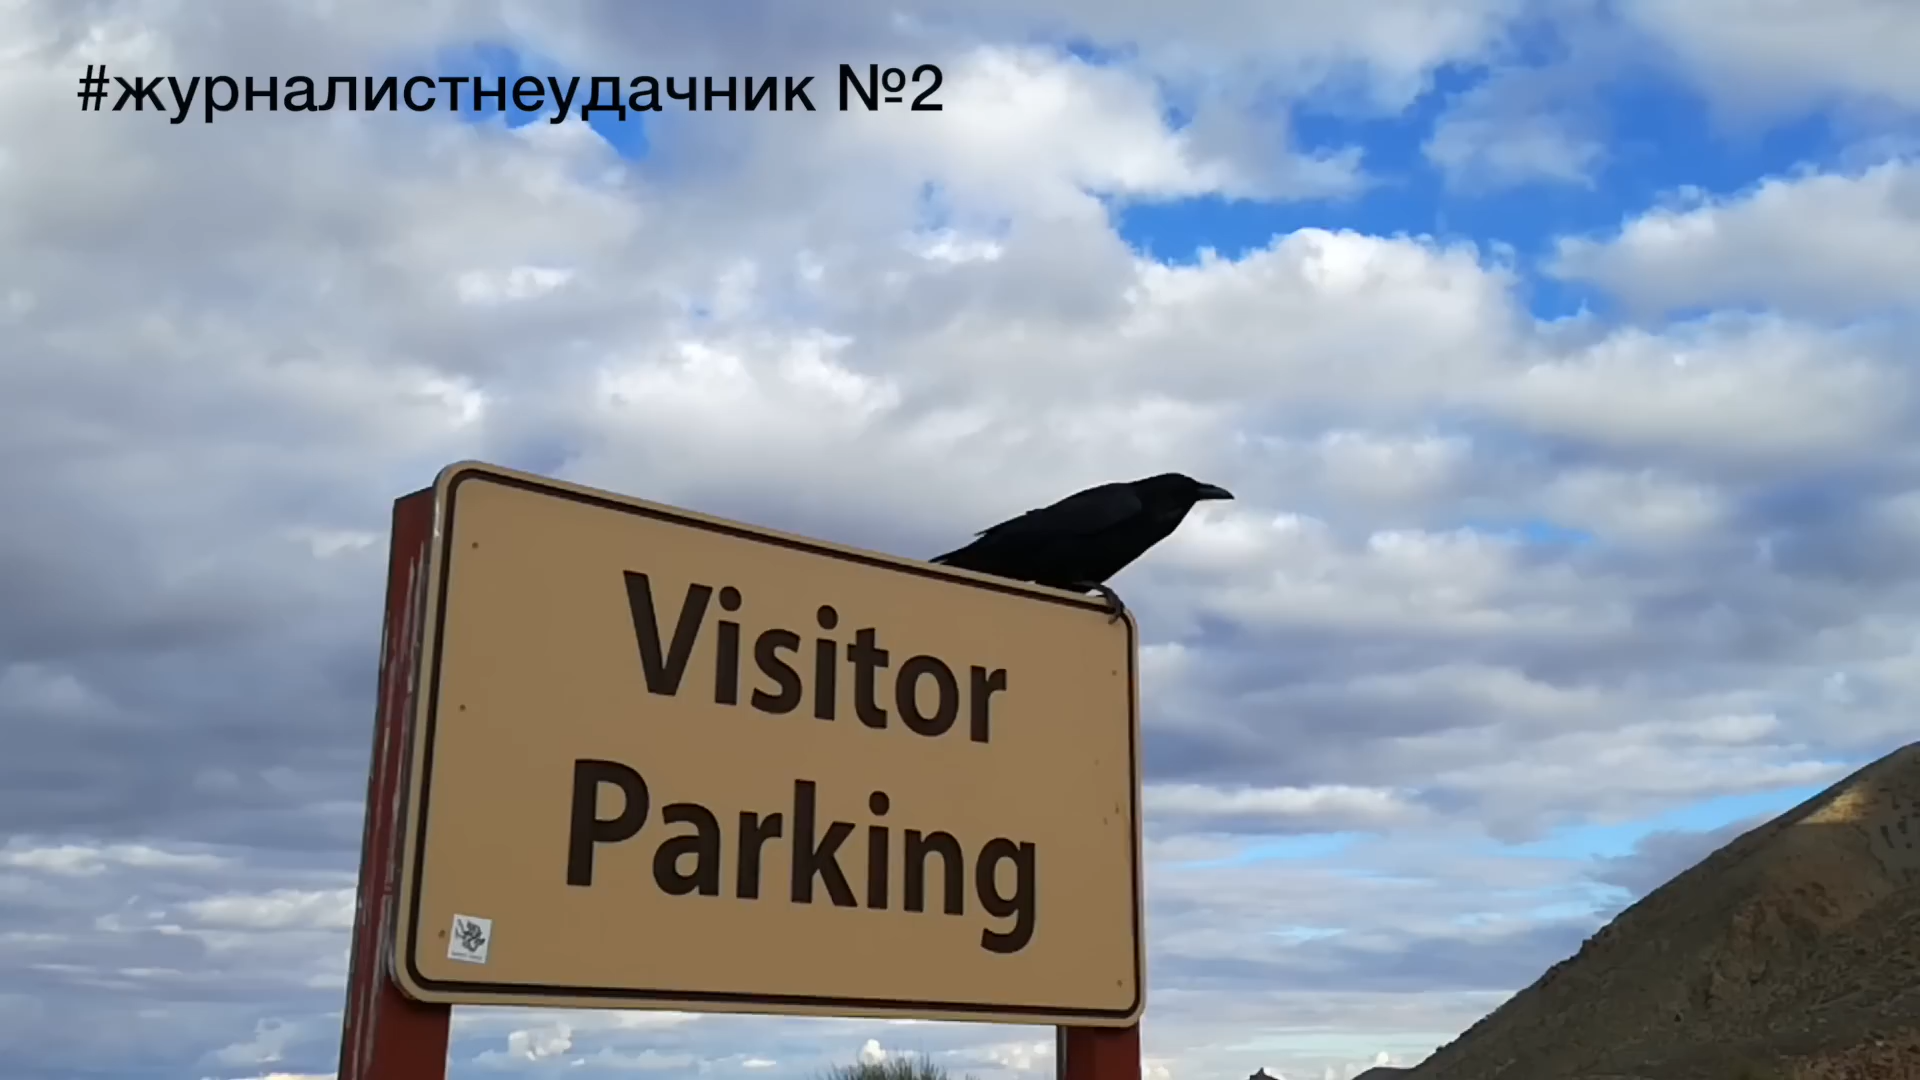 #журналистнеудачник №2
Visitor
Parking